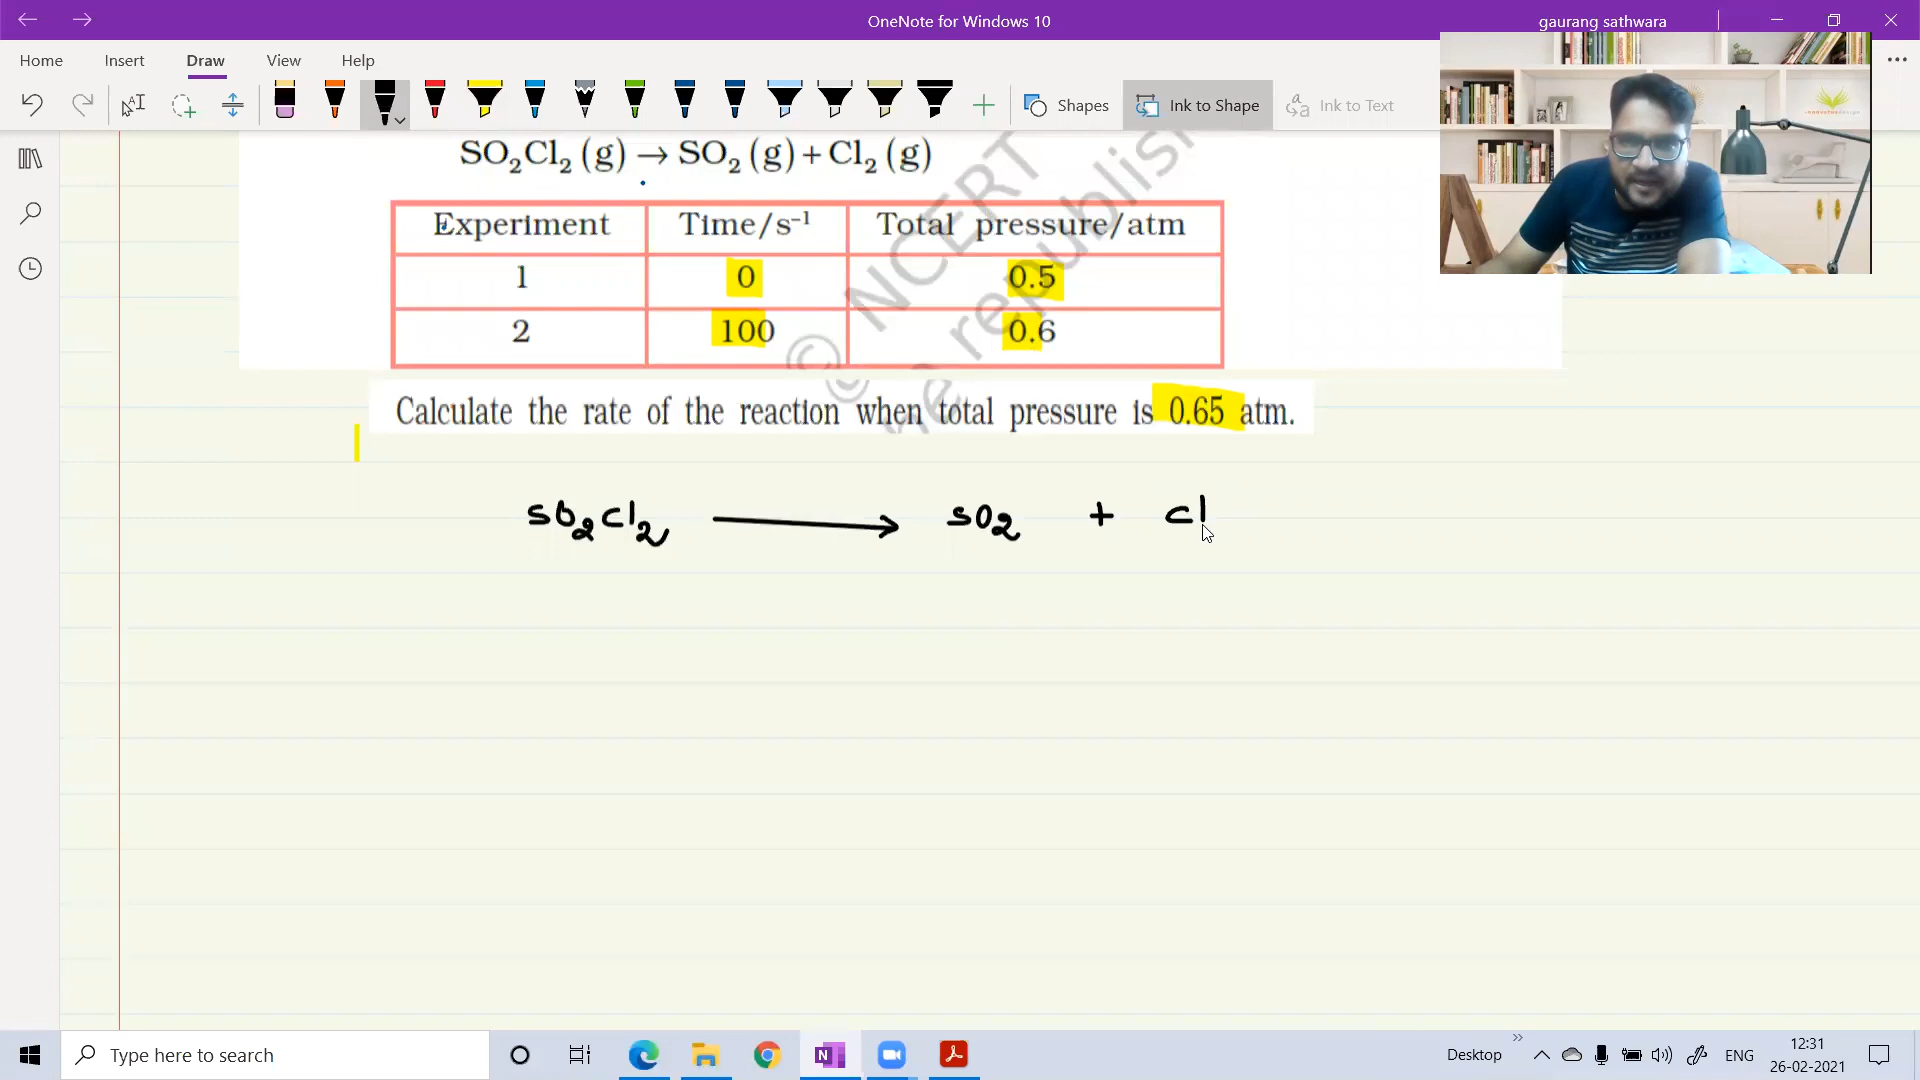 OneNote for Windows 10
gaurang sathwara
Home Insert Draw View Help
Shapes Ink to Shape Ink to Text
SO₂Cl₂ (g) → SO₂ (g) + Cl₂ (g)
Experiment Time/s⁻¹ Total pressure/atm
1 0 0.5
2 100 0.6
© NCERT
he republish
Calculate the rate of the reaction when total pressure is 0.65 atm.
SO₂Cl₂ ⟶ SO₂ + Cl
Type here to search
Desktop
ENG
12:31
26-02-2021